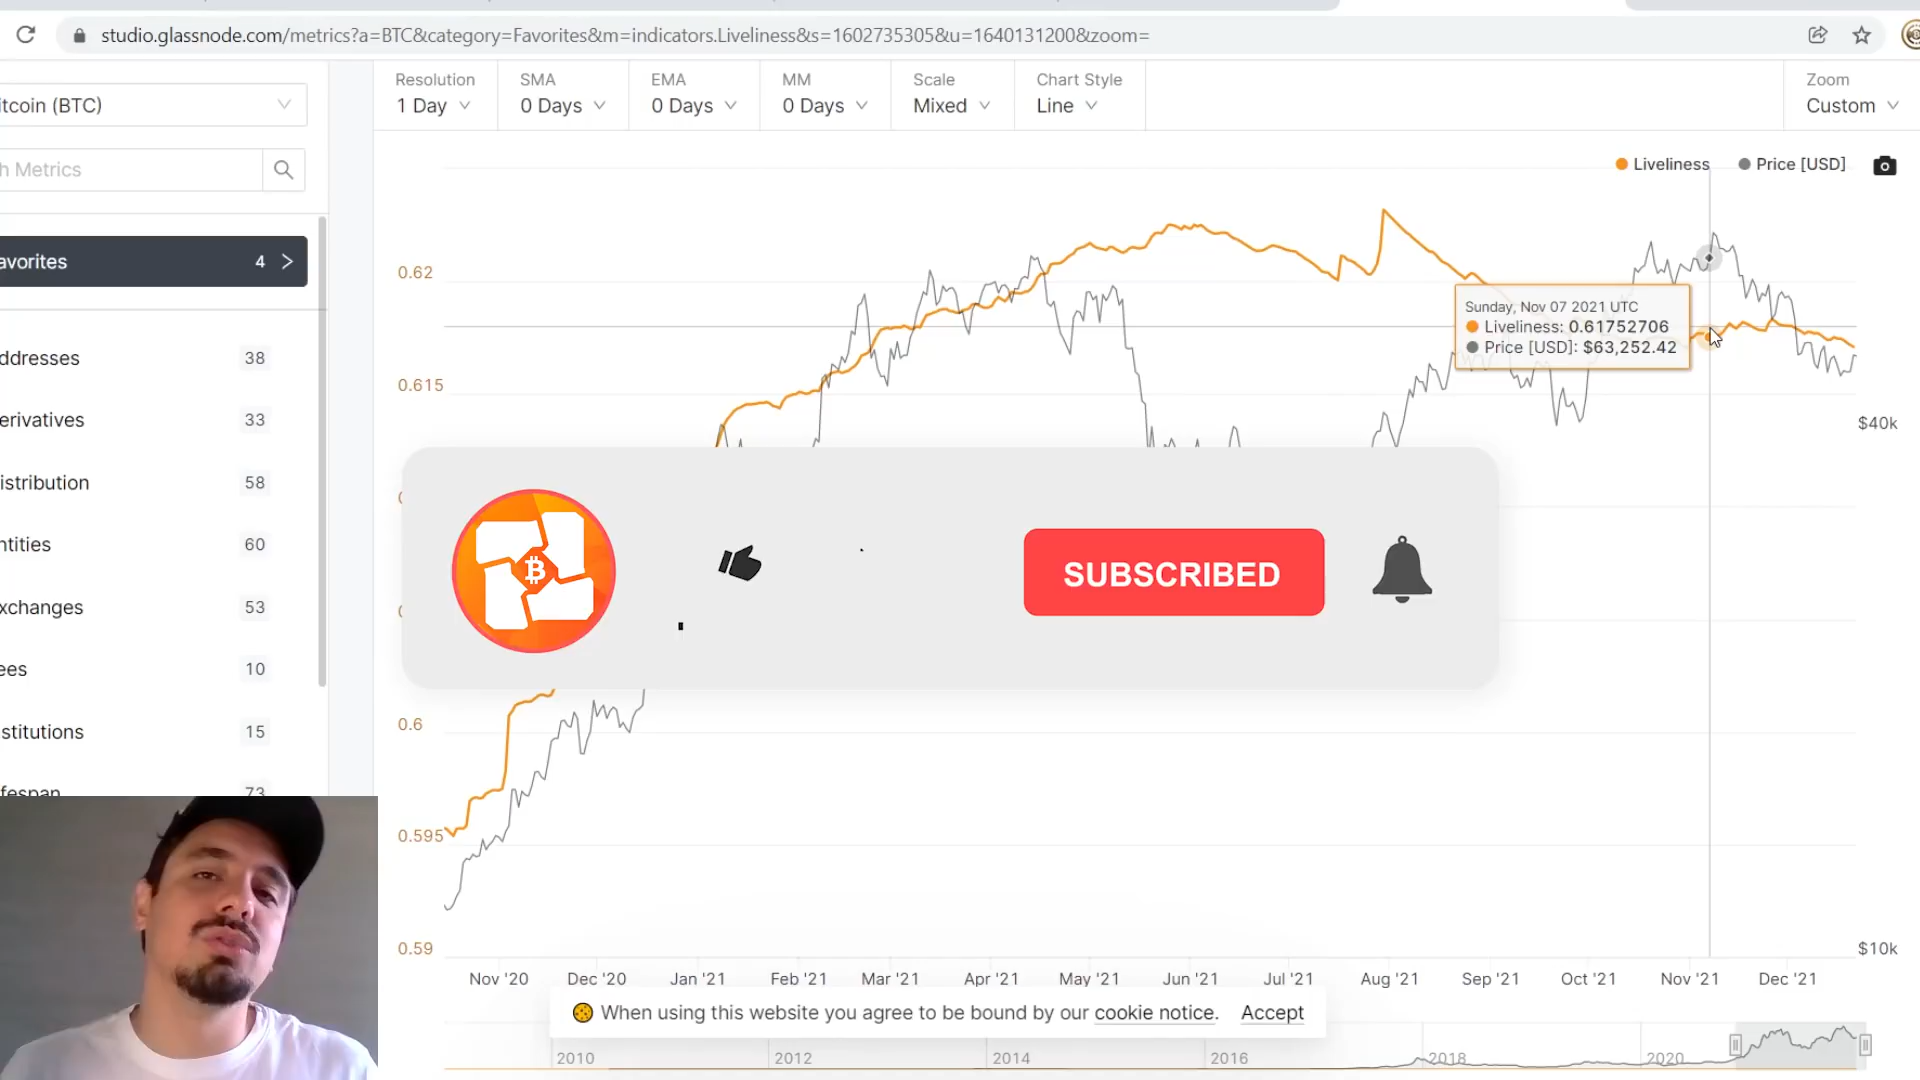 studio.glassnode.com/metrics?a=BTC&category=Favorites&m=indicators.Liveliness&s=1602735305&u=1640131200&zoom=
itcoin (BTC)
h Metrics
avorites 4
ddresses 38
erivatives 33
istribution 58
ntities 60
xchanges 53
ees 10
stitutions 15
fespan 73
Resolution
1 Day
SMA
0 Days
EMA
0 Days
MM
0 Days
Scale
Mixed
Chart Style
Line
Zoom
Custom
Liveliness Price [USD]
0.62
0.615
0.6
0.595
0.59
$40k
$10k
Sunday, Nov 07 2021 UTC
Liveliness: 0.61752706
Price [USD]: $63,252.42
SUBSCRIBED
Nov '20 Dec '20 Jan '21 Feb '21 Mar '21 Apr '21 May '21 Jun '21 Jul '21 Aug '21 Sep '21 Oct '21 Nov '21 Dec '21
When using this website you agree to be bound by our cookie notice. Accept
2010 2012 2014 2016 2018 2020